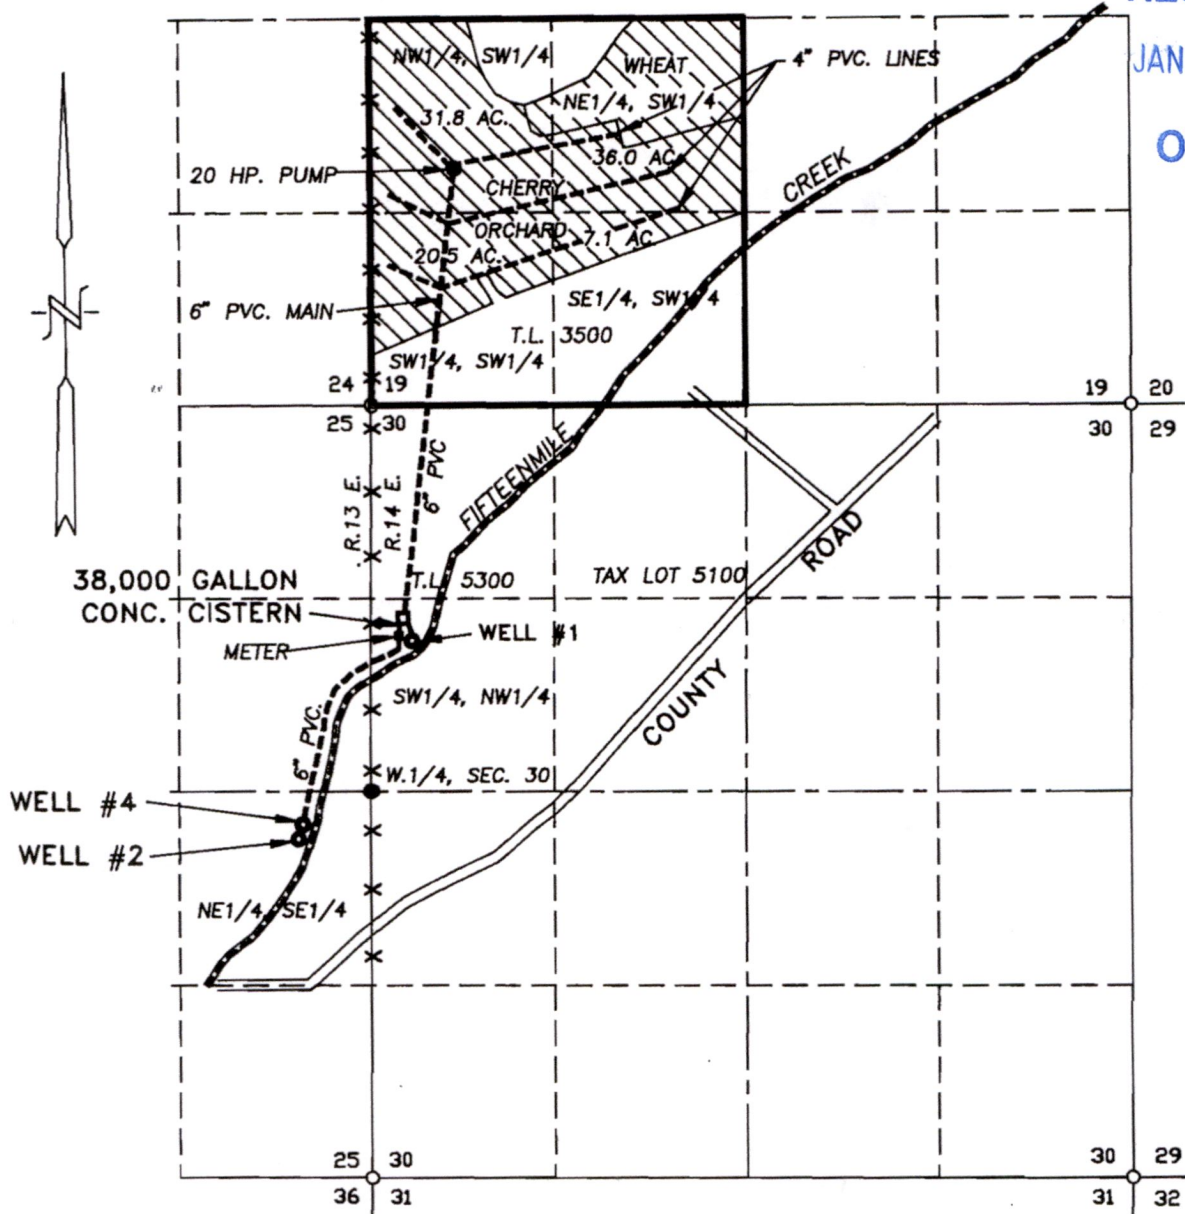 JAN
O
NW1/4, SW1/4
WHEAT
4" PVC. LINES
NE1/4, SW1/4
31.8 AC.
36.0 AC.
20 HP. PUMP
CHERRY
CREEK
ORCHARD
7.1 AC.
20.5 AC.
6" PVC. MAIN
SE1/4, SW1/4
T.L. 3500
SW1/4, SW1/4
N
24 19
25 30
19 20
30 29
6" PVC
FIFTEENMILE
R.13 E.
R.14 E.
ROAD
38,000 GALLON
CONC. CISTERN
T.L. 5300
TAX LOT 5100
METER
WELL #1
SW1/4, NW1/4
COUNTY
6" PVC.
W.1/4, SEC. 30
WELL #4
WELL #2
NE1/4, SE1/4
25 30
36 31
30 29
31 32